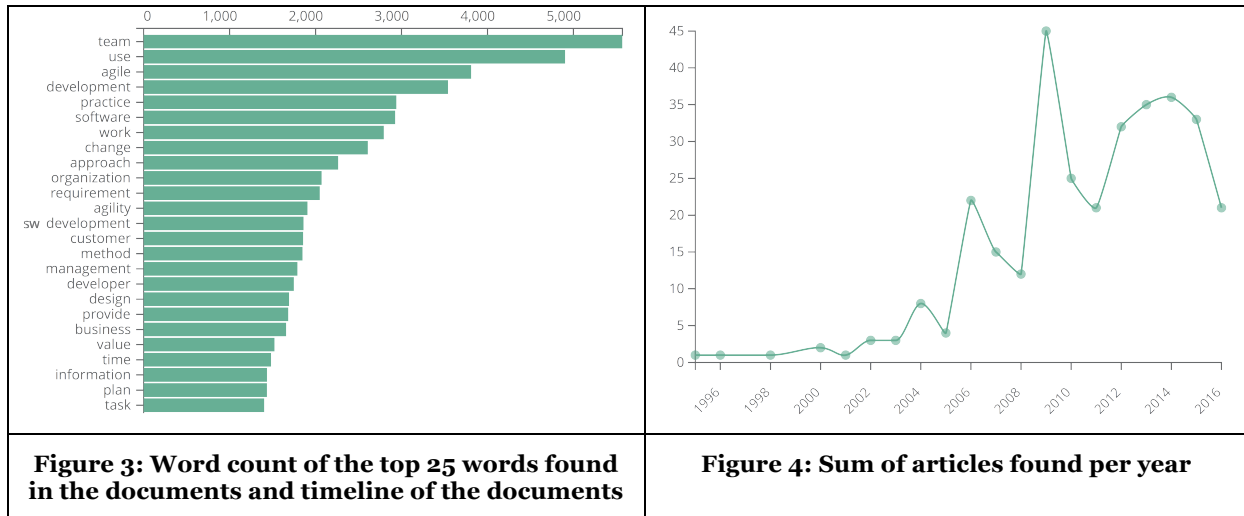 0 1,000 2,000 3,000 4,000 5,000
team
use
agile
development
practice
software
work
change
approach
organization
requirement
agility
sw development
customer
method
management
developer
design
provide
business
value
time
information
plan
task
Figure 3: Word count of the top 25 words found
in the documents and timeline of the documents
45
40
35
30
25
20
15
10
5
0
1996 1998 2000 2002 2004 2006 2008 2010 2012 2014 2016
Figure 4: Sum of articles found per year